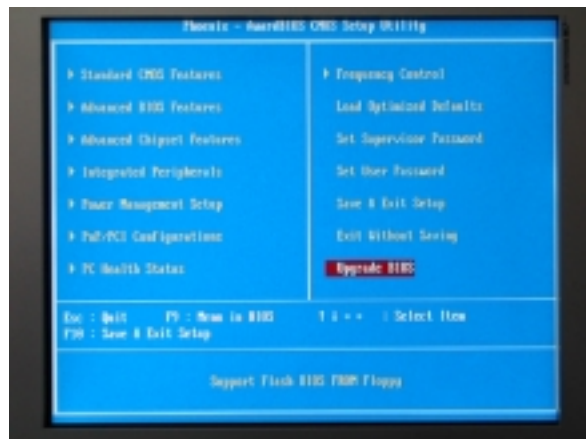 Phoenix - AwardBIOS CMOS Setup Utility
Standard CMOS Features
Advanced BIOS Features
Advanced Chipset Features
Integrated Peripherals
Power Management Setup
PnP/PCI Configurations
PC Health Status
Frequency Control
Load Optimized Defaults
Set Supervisor Password
Set User Password
Save & Exit Setup
Exit Without Saving
Upgrade BIOS
Esc : Quit F9 : Menu in BIOS ↑ ↓ → ← : Select Item
F10 : Save & Exit Setup
Support Flash BIOS FROM Floppy